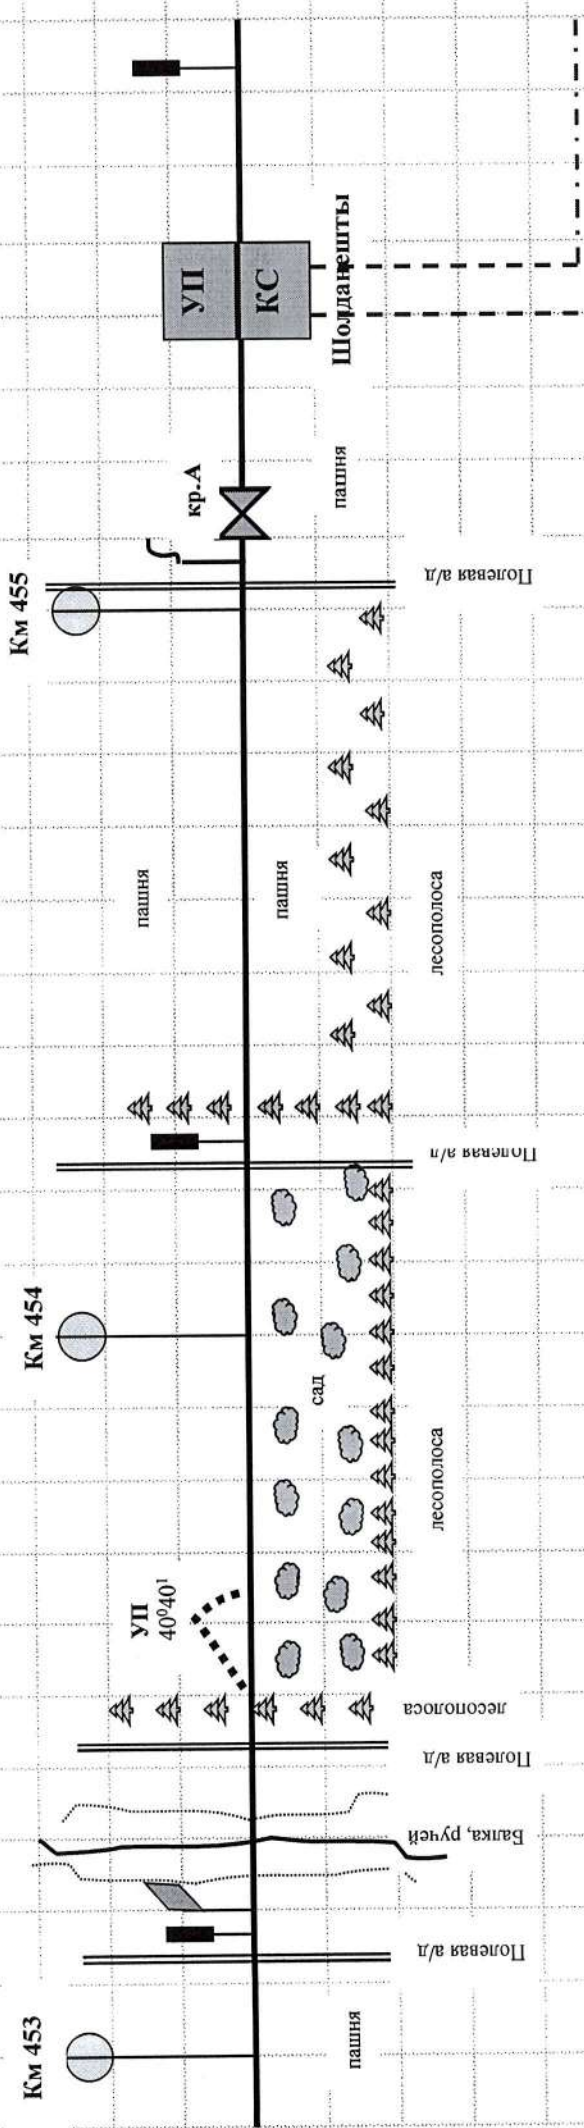 Км 453
пашня
Полевая а/д
Балка, ручей
Полевая а/д
лесополоса
УП
40⁰40¹
лесополоса
сад
Км 454
Полевая а/д
лесополоса
пашня
пашня
Км 455
Полевая а/д
кр.А
пашня
УП
КС
Шолданешты